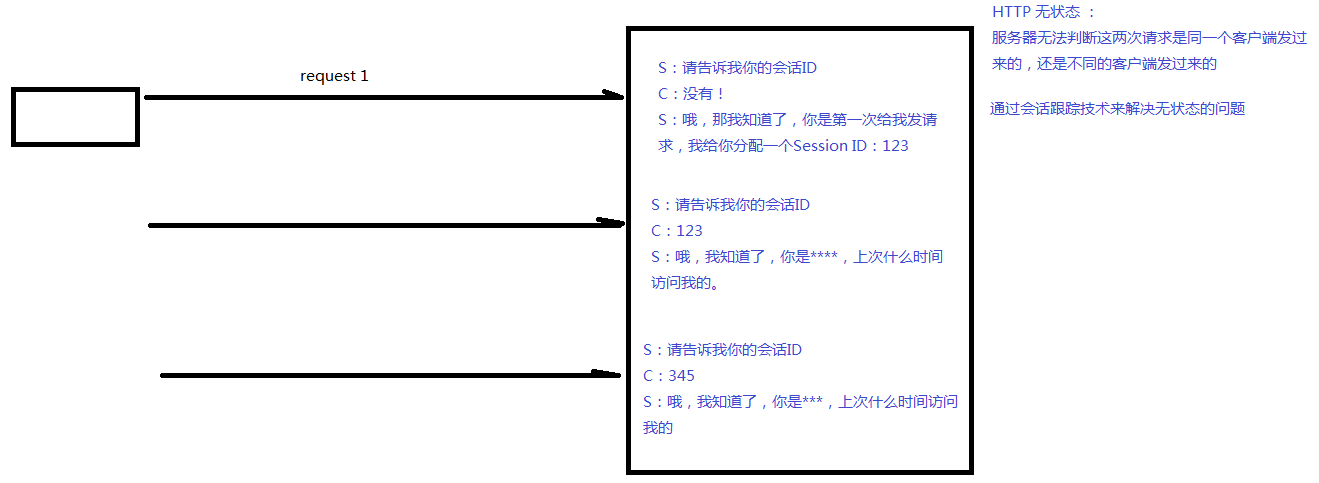 HTTP 无状态 ：
服务器无法判断这两次请求是同一个客户端发过
来的，还是不同的客户端发过来的
通过会话跟踪技术来解决无状态的问题
request 1
S：请告诉我你的会话ID
C：没有！
S：哦，那我知道了，你是第一次给我发请
求，我给你分配一个Session ID：123
S：请告诉我你的会话ID
C：123
S：哦，我知道了，你是****，上次什么时间
访问我的。
S：请告诉我你的会话ID
C：345
S：哦，我知道了，你是***，上次什么时间访问
我的